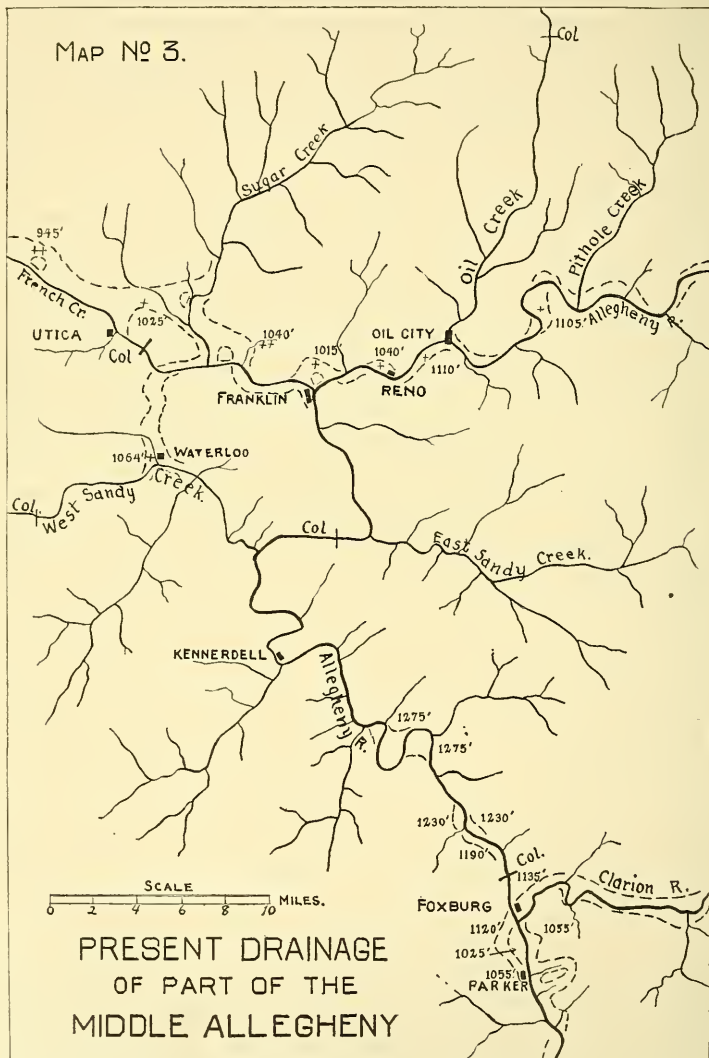 MAP Nº 3.
Col
Sugar Creek
Oil Creek
Pithole Creek
945'
French Cr.
1025'
UTICA
Col
1040'
1015'
OIL CITY
1105'
Allegheny R.
1040'
1110'
RENO
FRANKLIN
1064'
WATERLOO
Col.
West Sandy Creek.
Col
East Sandy Creek.
KENNERDELL
Allegheny R.
1275'
1275'
1230'
1230'
1190'
Col.
1135'
Clarion R.
FOXBURG
1120'
1055'
1025'
1055'
PARKER
SCALE
0 2 4 6 8 10 MILES.
PRESENT DRAINAGE
OF PART OF THE
MIDDLE ALLEGHENY